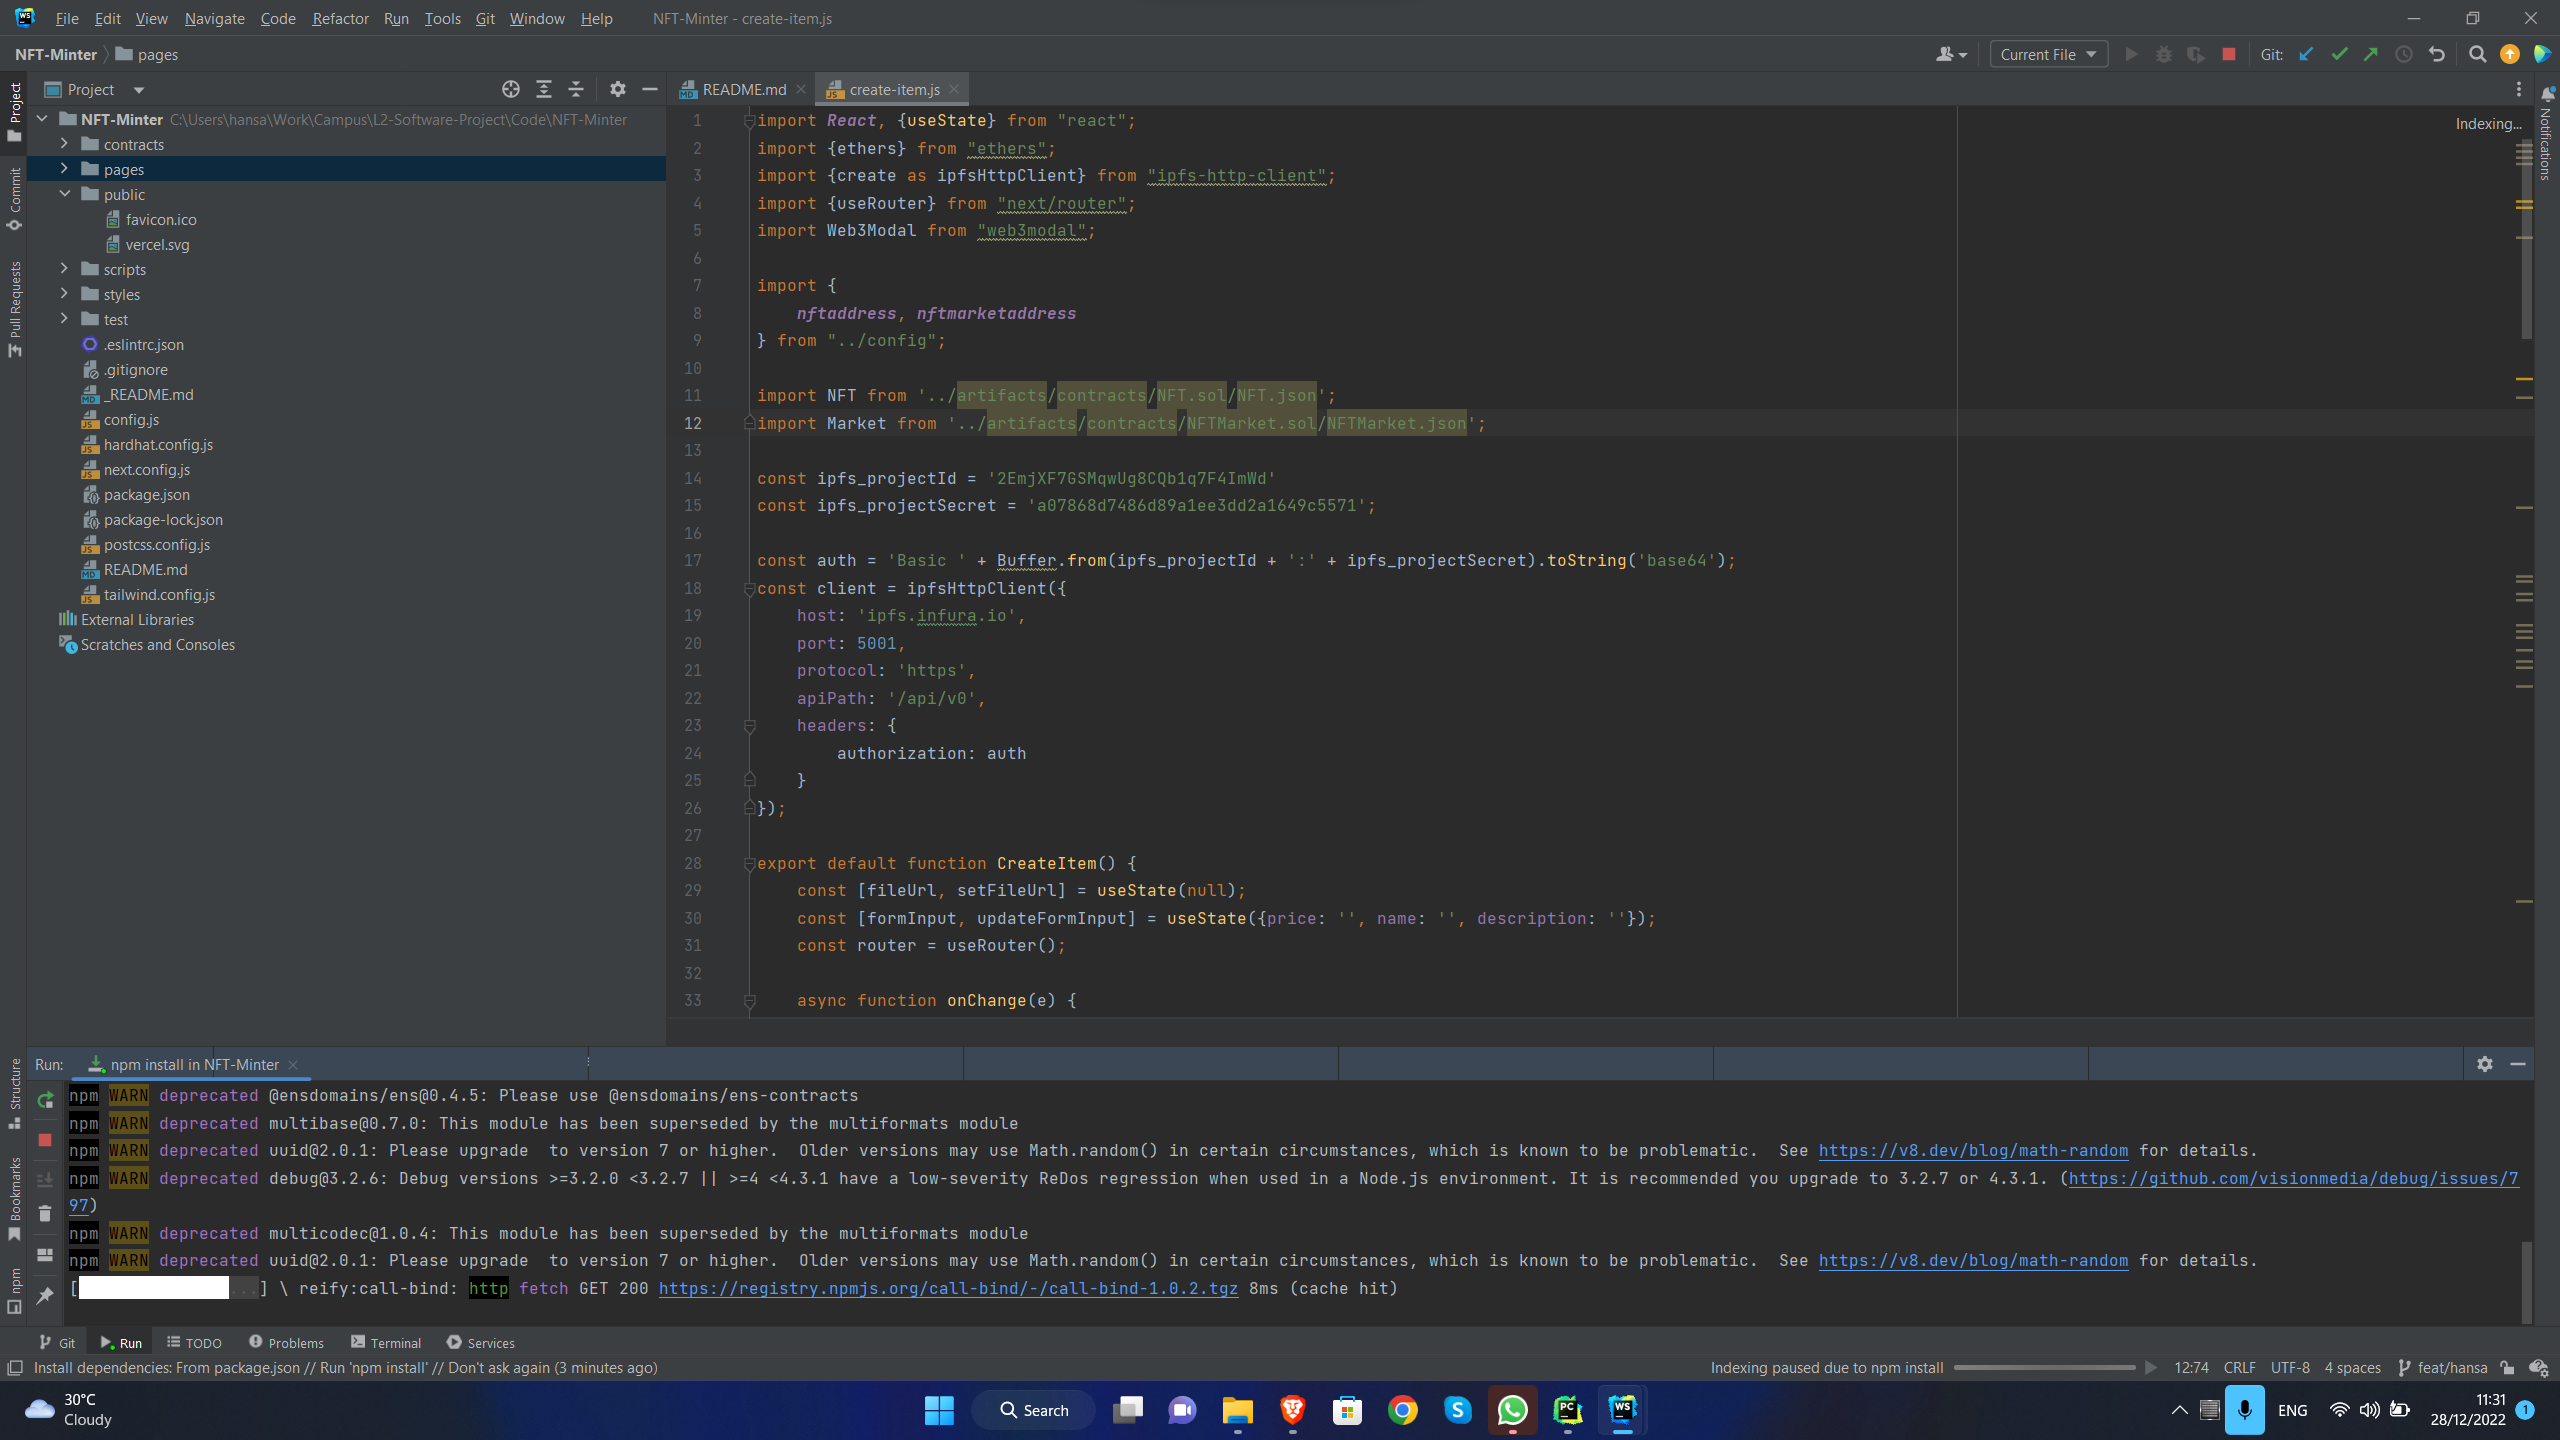 File Edit View Navigate Code Refactor Run Tools Git Window Help NFT-Minter - create-item.js
NFT-Minter pages
Current File Git:
Project
README.md create-item.js
NFT-Minter C:\Users\hansa\Work\Campus\L2-Software-Project\Code\NFT-Minter
contracts
pages
public
favicon.ico
vercel.svg
scripts
styles
test
.eslintrc.json
.gitignore
_README.md
config.js
hardhat.config.js
next.config.js
package.json
package-lock.json
postcss.config.js
README.md
tailwind.config.js
External Libraries
Scratches and Consoles
Project
Commit
Pull Requests
Structure
Bookmarks
npm
Indexing...
Notifications
1 import React, {useState} from "react";
2 import {ethers} from "ethers";
3 import {create as ipfsHttpClient} from "ipfs-http-client";
4 import {useRouter} from "next/router";
5 import Web3Modal from "web3modal";
6
7 import {
8 nftaddress, nftmarketaddress
9 } from "../config";
10
11 import NFT from '../artifacts/contracts/NFT.sol/NFT.json';
12 import Market from '../artifacts/contracts/NFTMarket.sol/NFTMarket.json';
13
14 const ipfs_projectId = '2EmjXF7GSMqwUg8CQb1q7F4ImWd'
15 const ipfs_projectSecret = 'a07868d7486d89a1ee3dd2a1649c5571';
16
17 const auth = 'Basic ' + Buffer.from(ipfs_projectId + ':' + ipfs_projectSecret).toString('base64');
18 const client = ipfsHttpClient({
19 host: 'ipfs.infura.io',
20 port: 5001,
21 protocol: 'https',
22 apiPath: '/api/v0',
23 headers: {
24 authorization: auth
25 }
26 });
27
28 export default function CreateItem() {
29 const [fileUrl, setFileUrl] = useState(null);
30 const [formInput, updateFormInput] = useState({price: '', name: '', description: ''});
31 const router = useRouter();
32
33 async function onChange(e) {
Run: npm install in NFT-Minter
npm WARN deprecated @ensdomains/ens@0.4.5: Please use @ensdomains/ens-contracts
npm WARN deprecated multibase@0.7.0: This module has been superseded by the multiformats module
npm WARN deprecated uuid@2.0.1: Please upgrade  to version 7 or higher.  Older versions may use Math.random() in certain circumstances, which is known to be problematic.  See https://v8.dev/blog/math-random for details.
npm WARN deprecated debug@3.2.6: Debug versions >=3.2.0 <3.2.7 || >=4 <4.3.1 have a low-severity ReDos regression when used in a Node.js environment. It is recommended you upgrade to 3.2.7 or 4.3.1. (https://github.com/visionmedia/debug/issues/7
97)
npm WARN deprecated multicodec@1.0.4: This module has been superseded by the multiformats module
npm WARN deprecated uuid@2.0.1: Please upgrade  to version 7 or higher.  Older versions may use Math.random() in certain circumstances, which is known to be problematic.  See https://v8.dev/blog/math-random for details.
[ ...] \ reify:call-bind: http fetch GET 200 https://registry.npmjs.org/call-bind/-/call-bind-1.0.2.tgz 8ms (cache hit)
Git Run TODO Problems Terminal Services
Install dependencies: From package.json // Run 'npm install' // Don't ask again (3 minutes ago) Indexing paused due to npm install 12:74 CRLF UTF-8 4 spaces feat/hansa
30°C
Cloudy
Search
ENG
11:31
28/12/2022
1